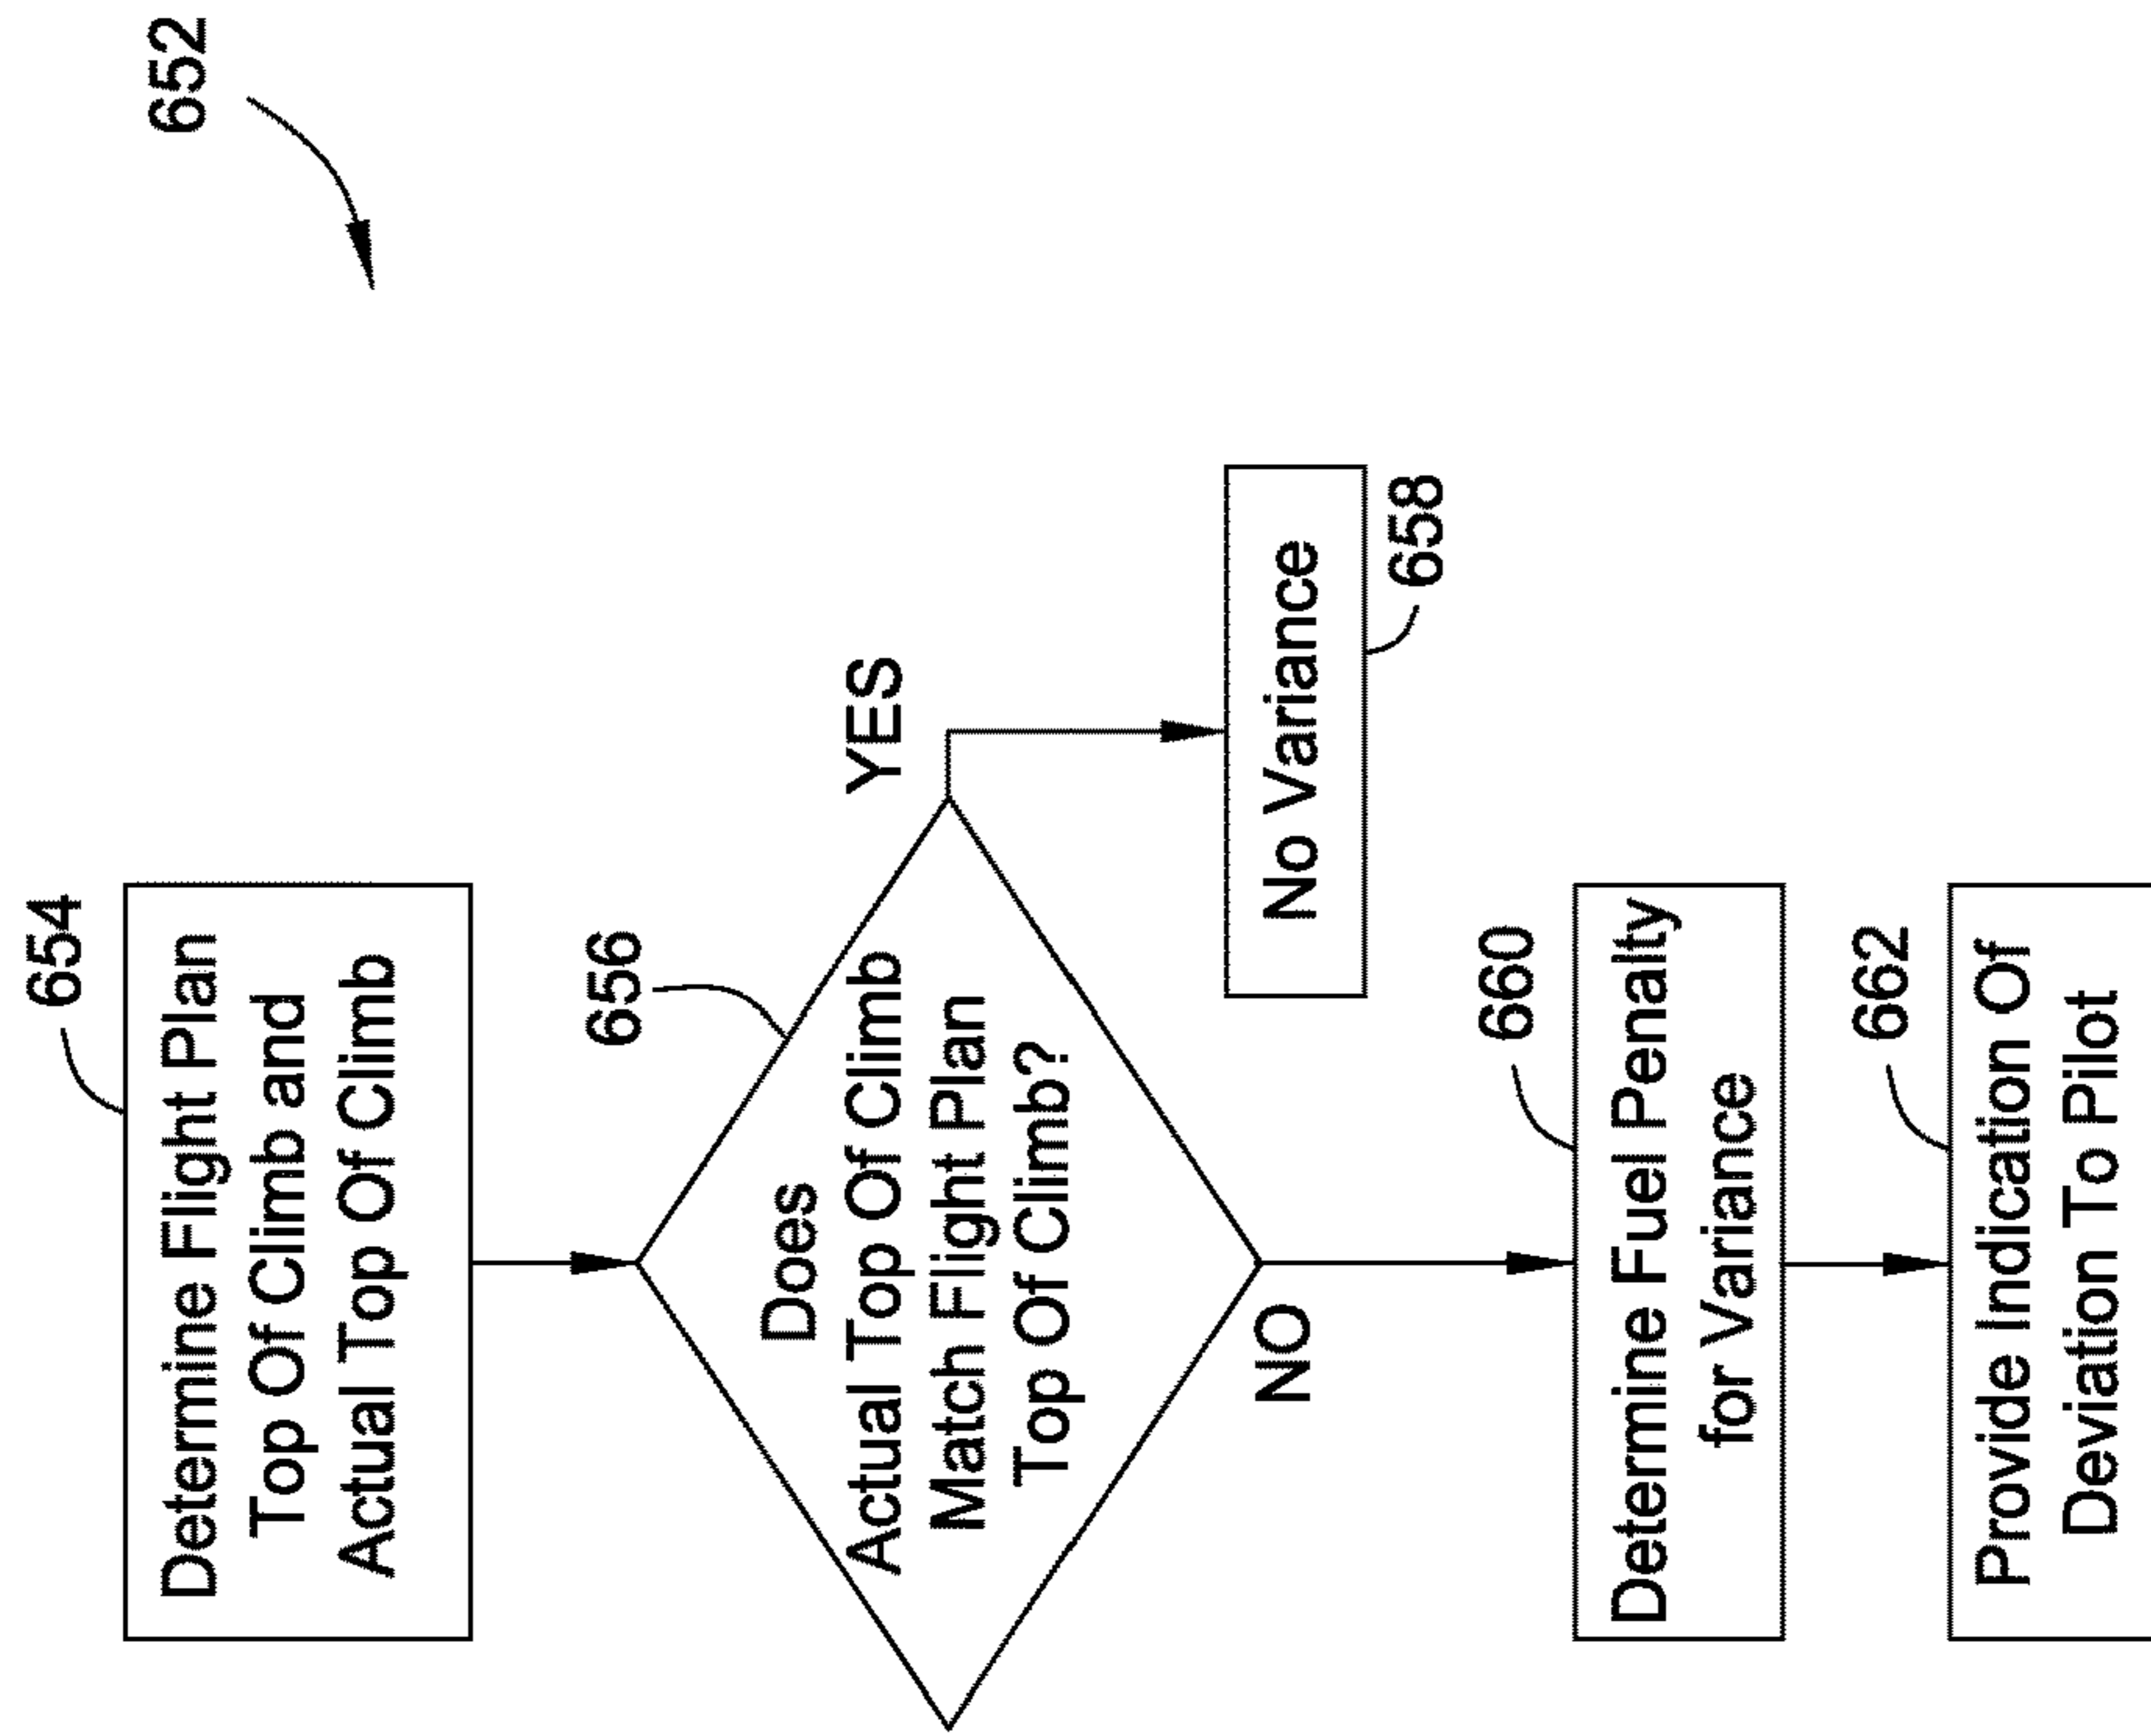 652
654
Determine Flight Plan
Top Of Climb and
Actual Top Of Climb
656
Does
Actual Top Of Climb
Match Flight Plan
Top Of Climb?
YES
No Variance
658
NO
660
Determine Fuel Penalty
for Variance
662
Provide Indication Of
Deviation To Pilot